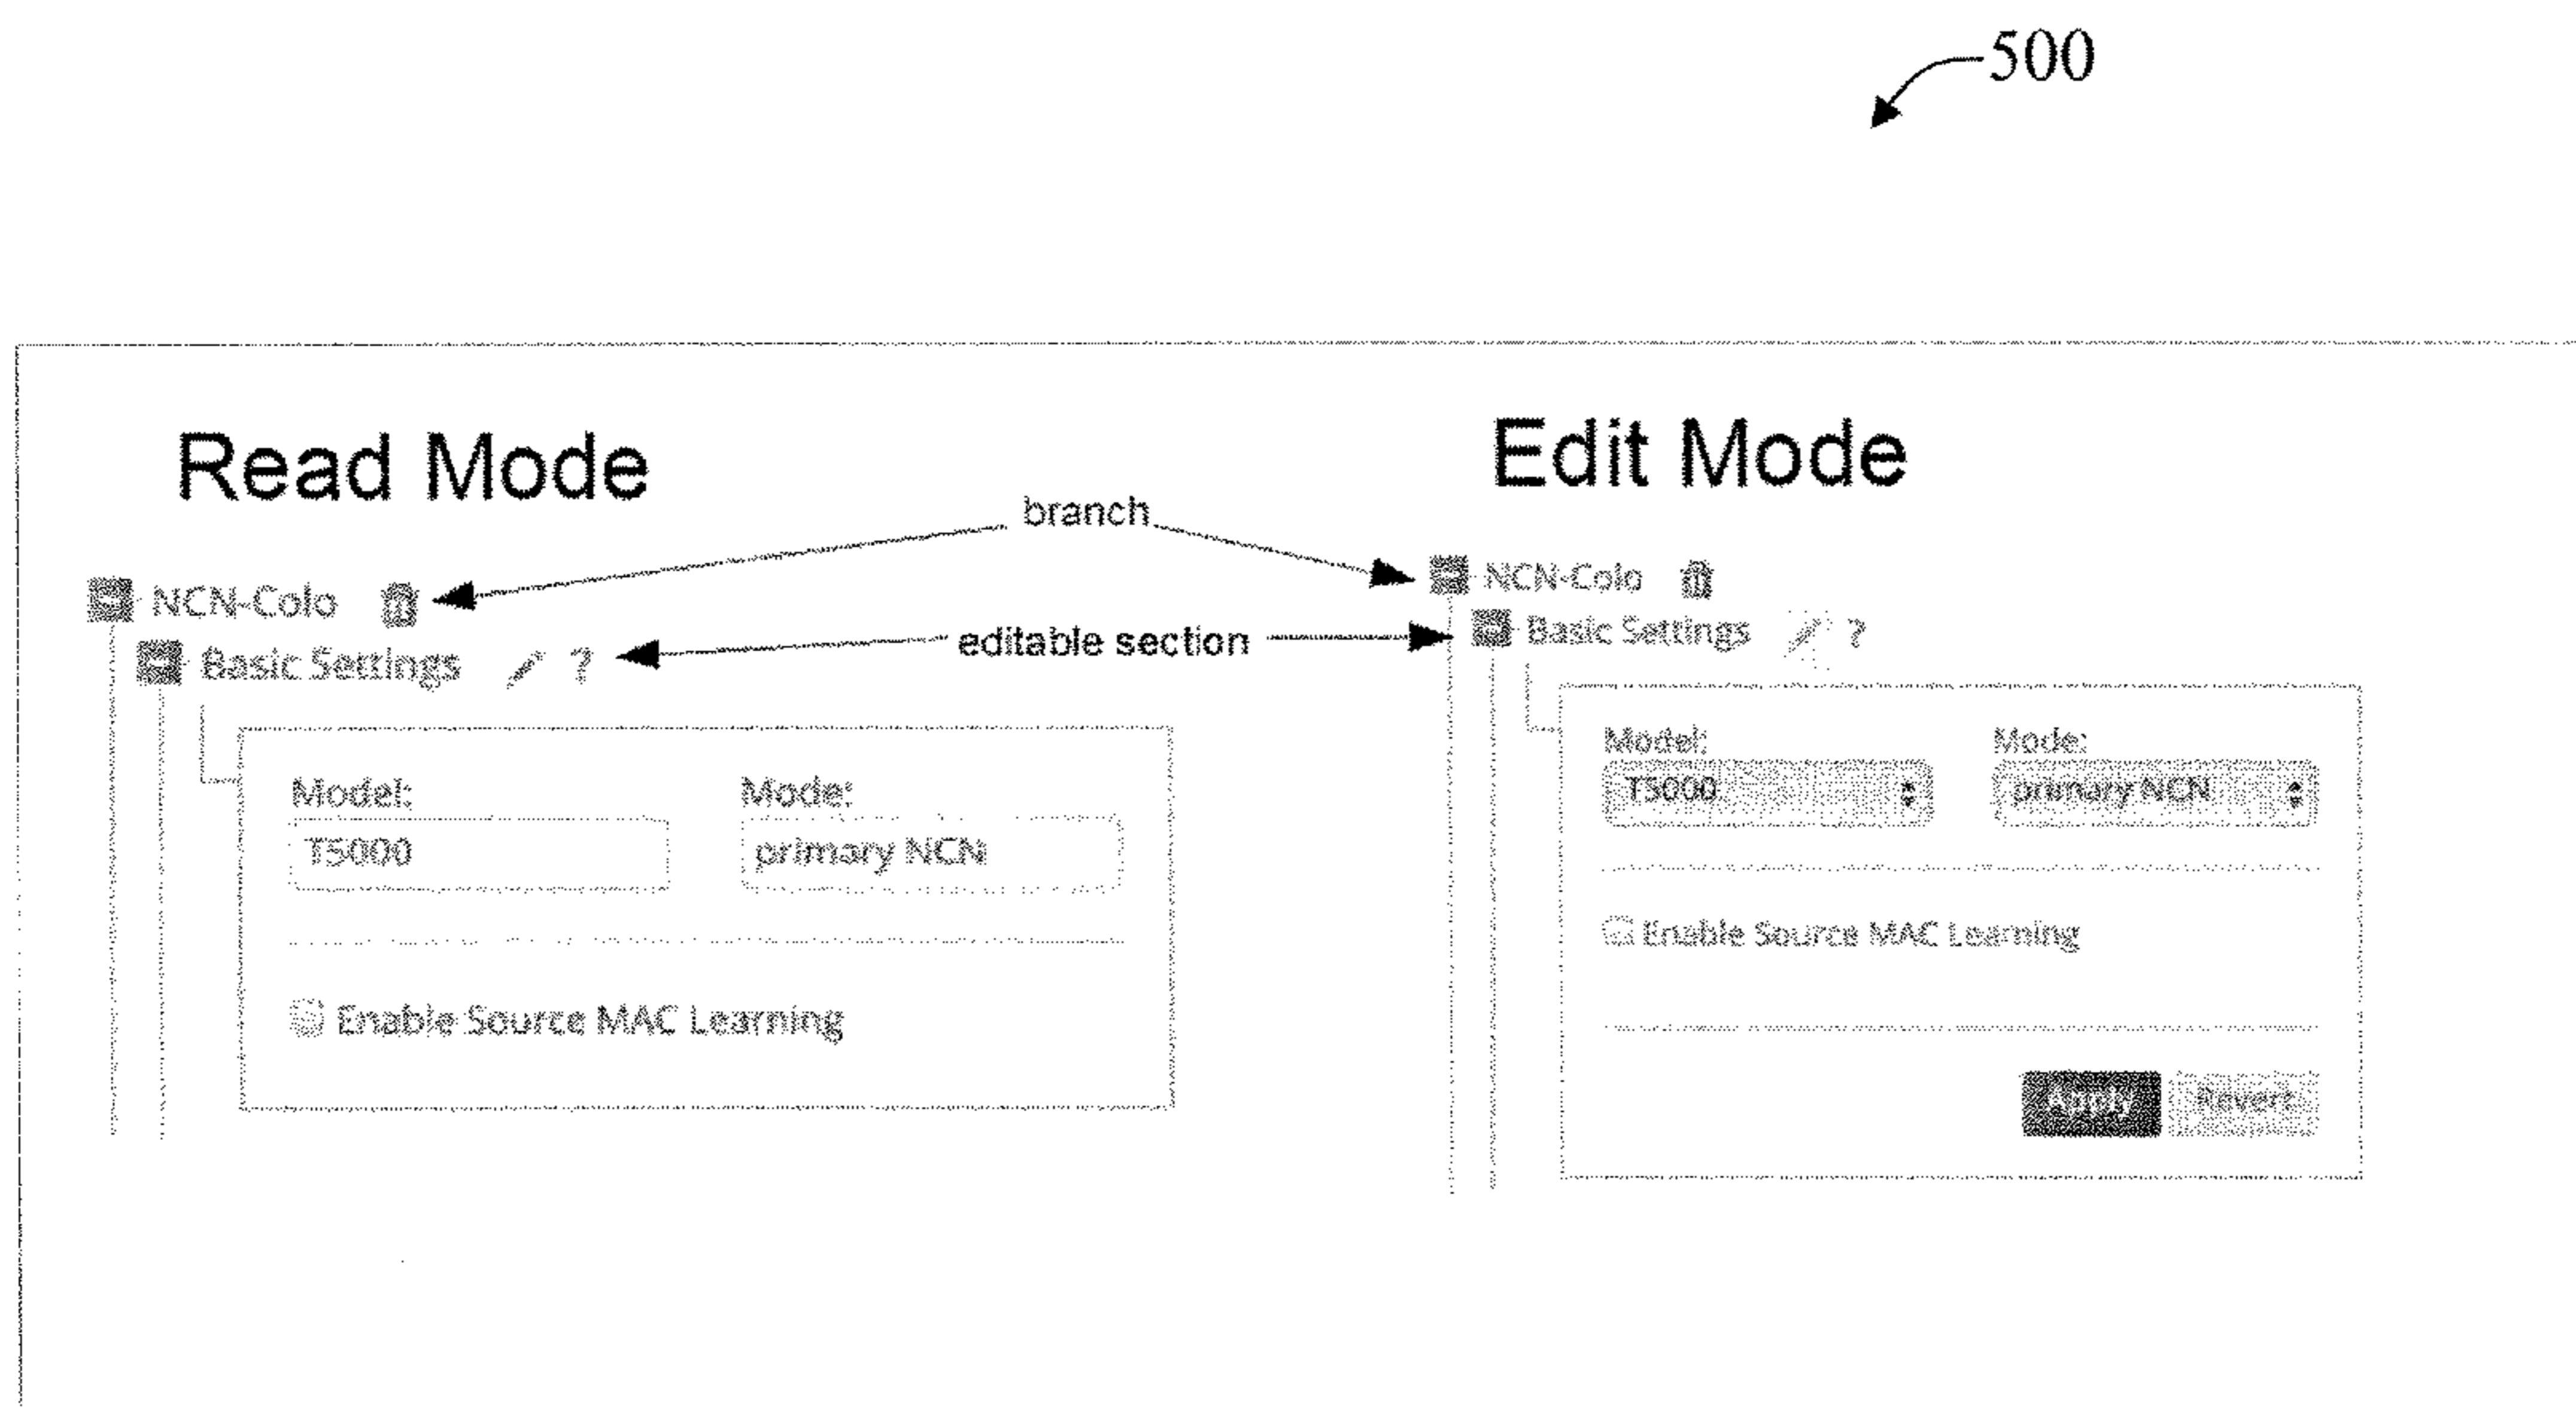 500
Read Mode
Edit Mode
branch
NCN-Colo
NCN-Colo
editable section
Basic Settings ?
Basic Settings ?
Model:
Mode:
T5000
primary NCN
Enable Source MAC Learning
Model:
Mode:
T5000
primary NCN
Enable Source MAC Learning
Apply Revert